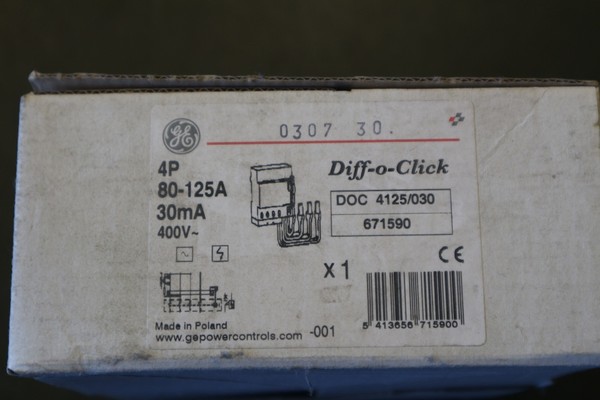 0307 30.
GE
4P
80-125A
30mA
400V~
Diff-o-Click
DOC 4125/030
671590
x 1
CE
5 413656 715900
Made in Poland
www.gepowercontrols.com -001